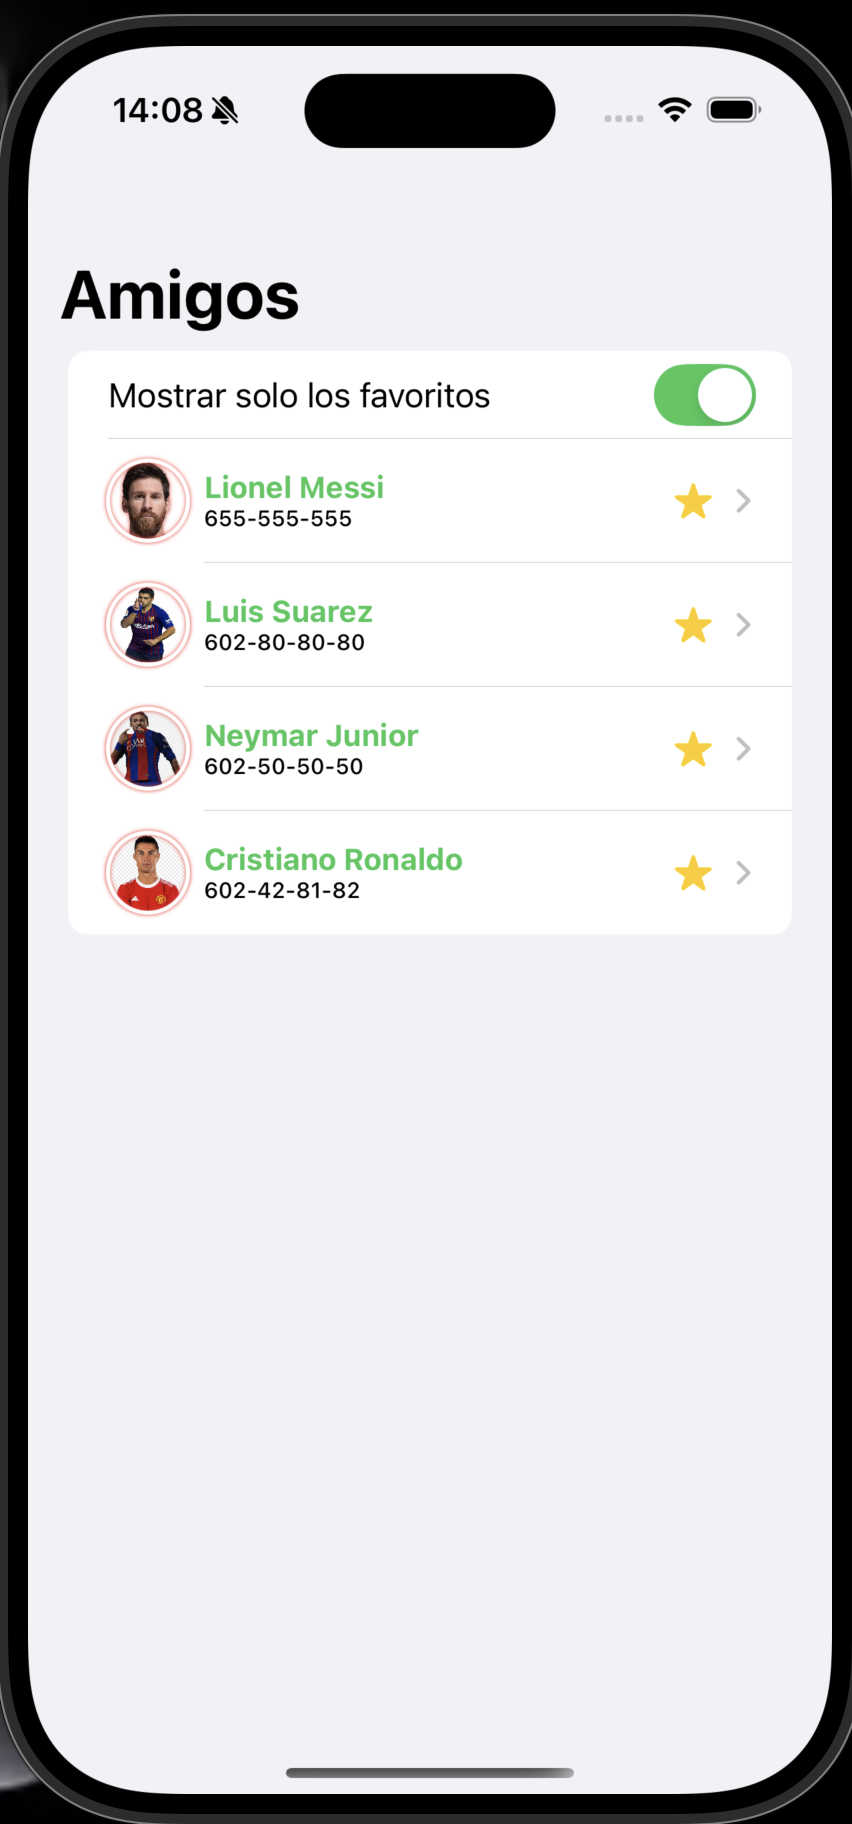 14:08
Amigos
Mostrar solo los favoritos
Lionel Messi
655-555-555
Luis Suarez
602-80-80-80
Neymar Junior
602-50-50-50
Cristiano Ronaldo
602-42-81-82